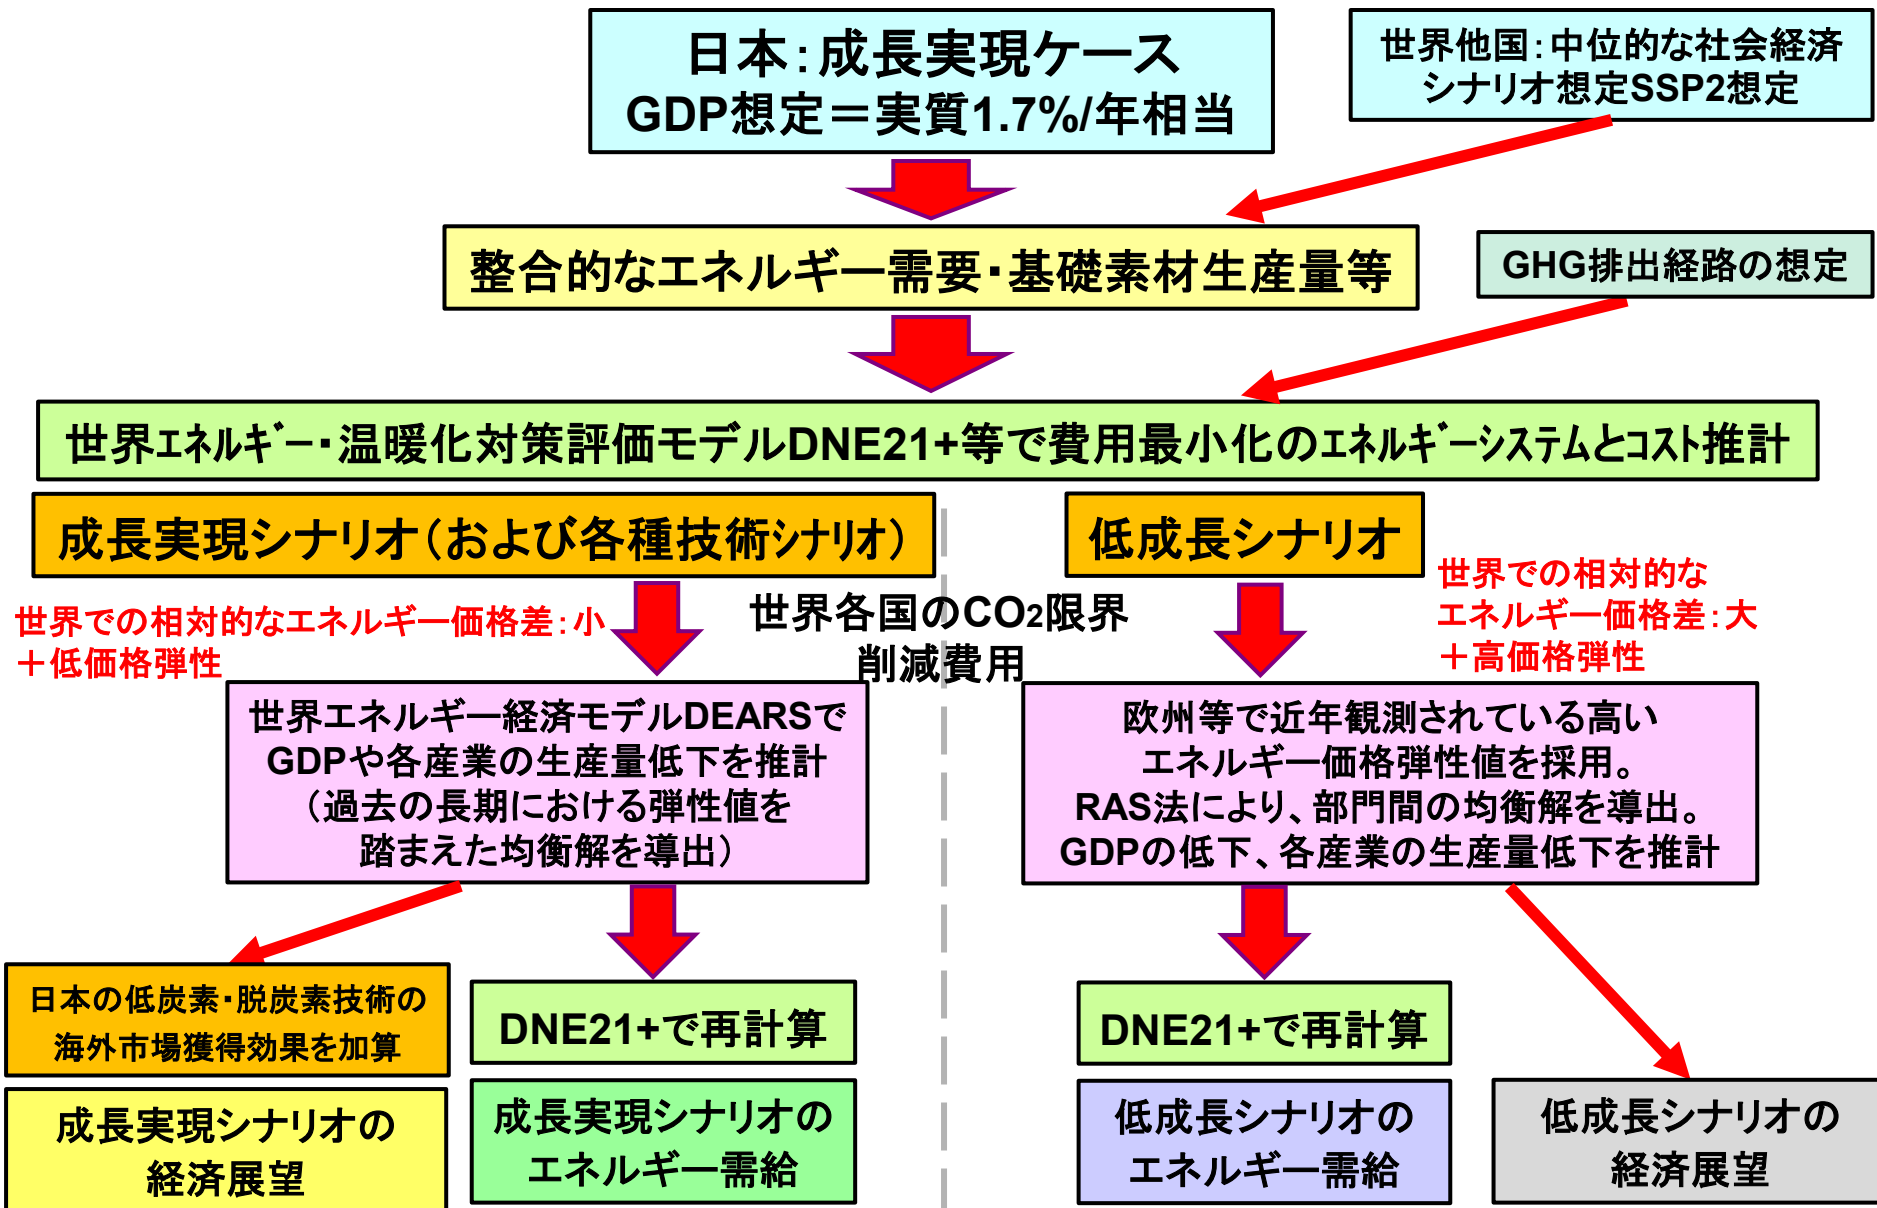 日本：成長実現ケース
GDP想定＝実質1.7%/年相当
世界他国：中位的な社会経済
シナリオ想定SSP2想定
整合的なエネルギー需要・基礎素材生産量等
GHG排出経路の想定
世界ｴﾈﾙｷﾞｰ・温暖化対策評価モデルDNE21+等で費用最小化のｴﾈﾙｷﾞｰｼｽﾃﾑとｺｽﾄ推計
成長実現シナリオ（および各種技術ｼﾅﾘｵ）
低成長シナリオ
世界での相対的なエネルギー価格差：小
＋低価格弾性
世界各国のCO2限界
削減費用
世界での相対的な
エネルギー価格差：大
＋高価格弾性
世界エネルギー経済モデルDEARSで
GDPや各産業の生産量低下を推計
（過去の長期における弾性値を
踏まえた均衡解を導出）
欧州等で近年観測されている高い
エネルギー価格弾性値を採用。
RAS法により、部門間の均衡解を導出。
GDPの低下、各産業の生産量低下を推計
日本の低炭素・脱炭素技術の
海外市場獲得効果を加算
DNE21+で再計算
DNE21+で再計算
成長実現シナリオの
経済展望
成長実現シナリオの
エネルギー需給
低成長シナリオの
エネルギー需給
低成長シナリオの
経済展望